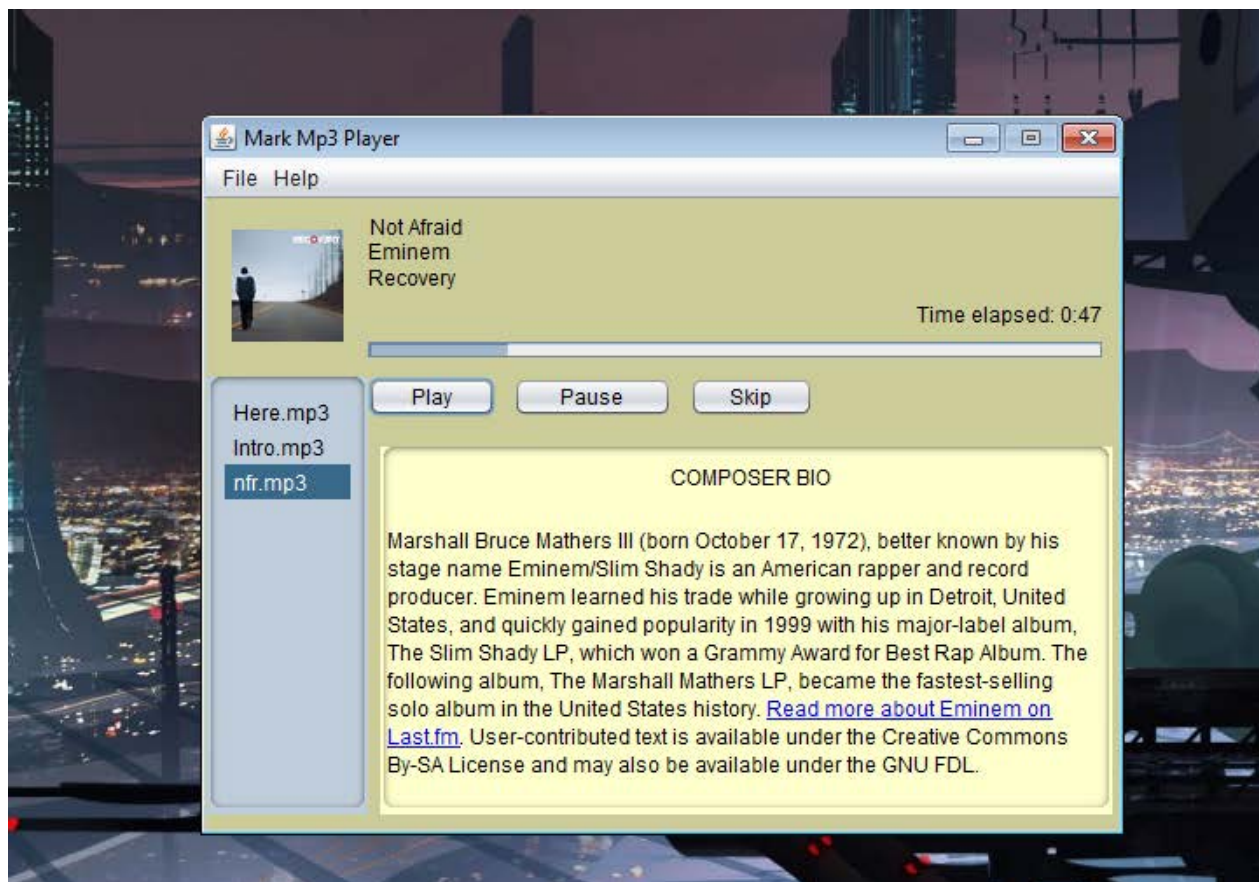 Mark Mp3 Player
File Help
Not Afraid
Eminem
Recovery
Time elapsed: 0:47
Play Pause Skip
Here.mp3
Intro.mp3
nfr.mp3
COMPOSER BIO
Marshall Bruce Mathers III (born October 17, 1972), better known by his
stage name Eminem/Slim Shady is an American rapper and record
producer. Eminem learned his trade while growing up in Detroit, United
States, and quickly gained popularity in 1999 with his major-label album,
The Slim Shady LP, which won a Grammy Award for Best Rap Album. The
following album, The Marshall Mathers LP, became the fastest-selling
solo album in the United States history. Read more about Eminem on
Last.fm. User-contributed text is available under the Creative Commons
By-SA License and may also be available under the GNU FDL.